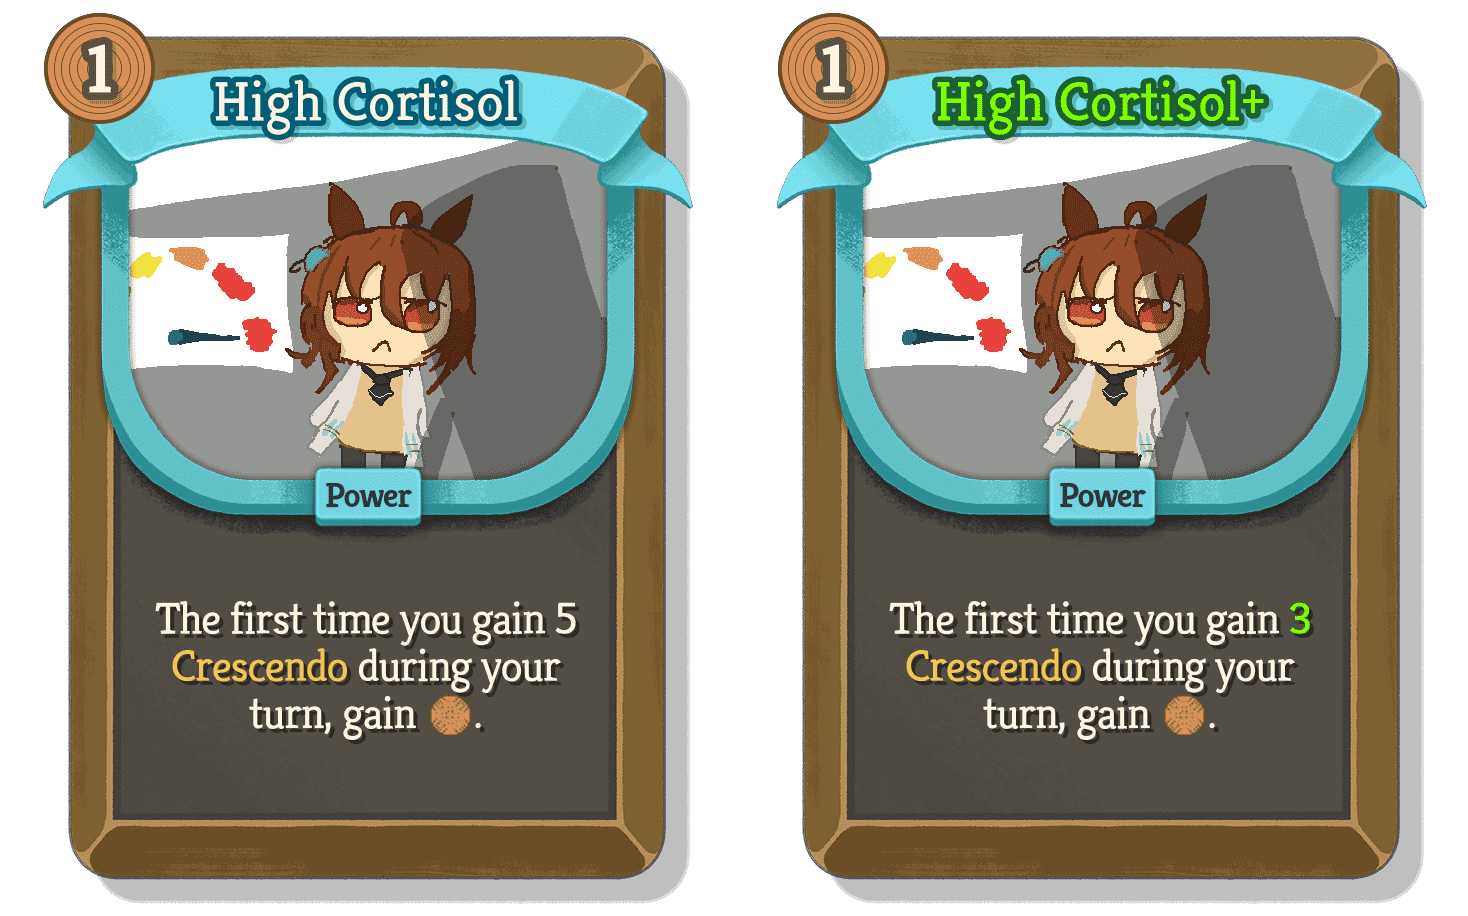 1
High Cortisol
Power
The first time you gain 5
Crescendo during your
turn, gain .
1
High Cortisol+
Power
The first time you gain 3
Crescendo during your
turn, gain .